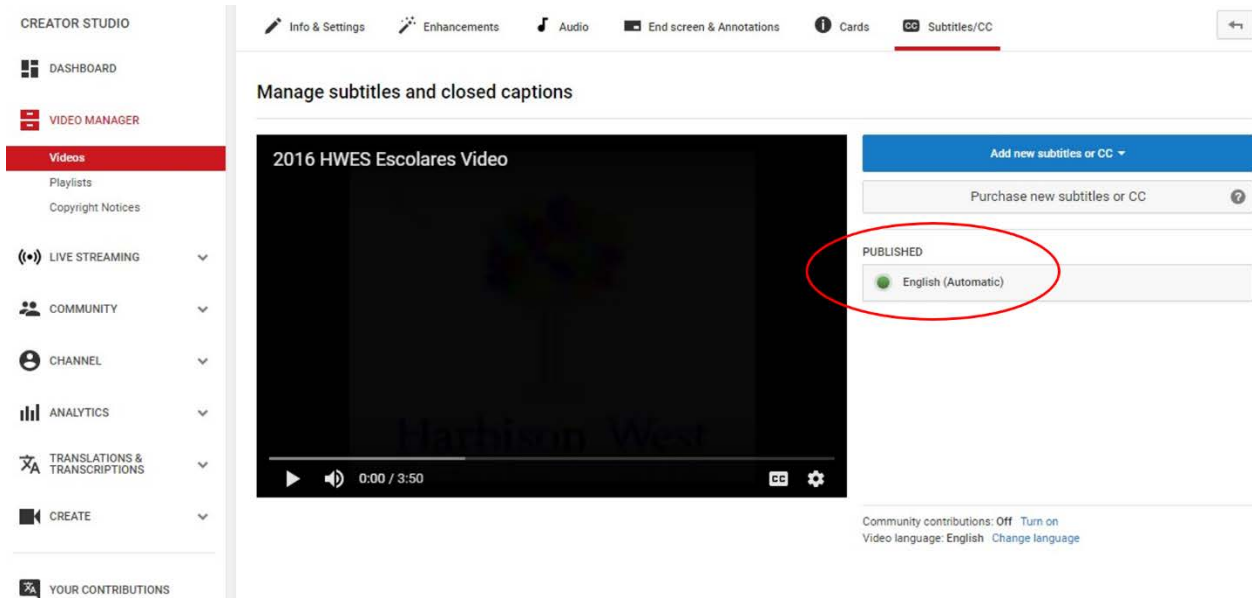 CREATOR STUDIO
DASHBOARD
VIDEO MANAGER
Videos
Playlists
Copyright Notices
LIVE STREAMING
COMMUNITY
CHANNEL
ANALYTICS
TRANSLATIONS &
TRANSCRIPTIONS
CREATE
YOUR CONTRIBUTIONS
Info & Settings
Enhancements
Audio
End screen & Annotations
Cards
CC Subtitles/CC
Manage subtitles and closed captions
2016 HWES Escolares Video
Harbison West
0:00 / 3:50
CC
Add new subtitles or CC
Purchase new subtitles or CC
?
PUBLISHED
English (Automatic)
Community contributions: Off Turn on
Video language: English Change language